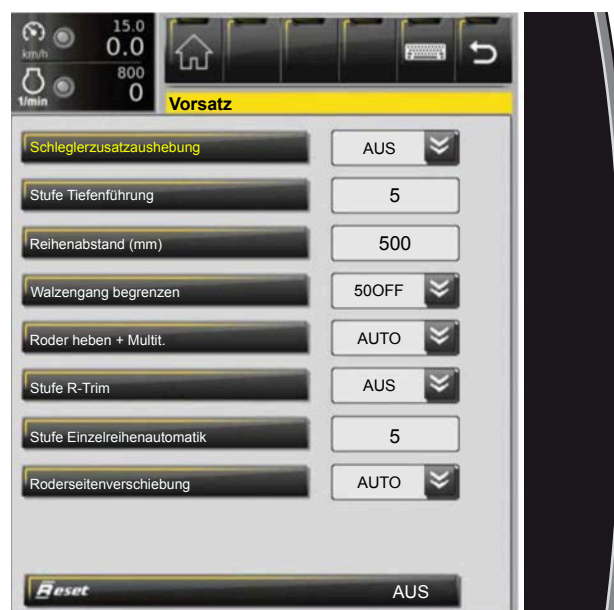 15.0
km/h 0.0
800
1/min 0
Vorsatz
Schleglerzusatzaushebung AUS
Stufe Tiefenführung 5
Reihenabstand (mm) 500
Walzengang begrenzen 50OFF
Roder heben + Multit. AUTO
Stufe R-Trim AUS
Stufe Einzelreihenautomatik 5
Roderseitenverschiebung AUTO
Reset AUS